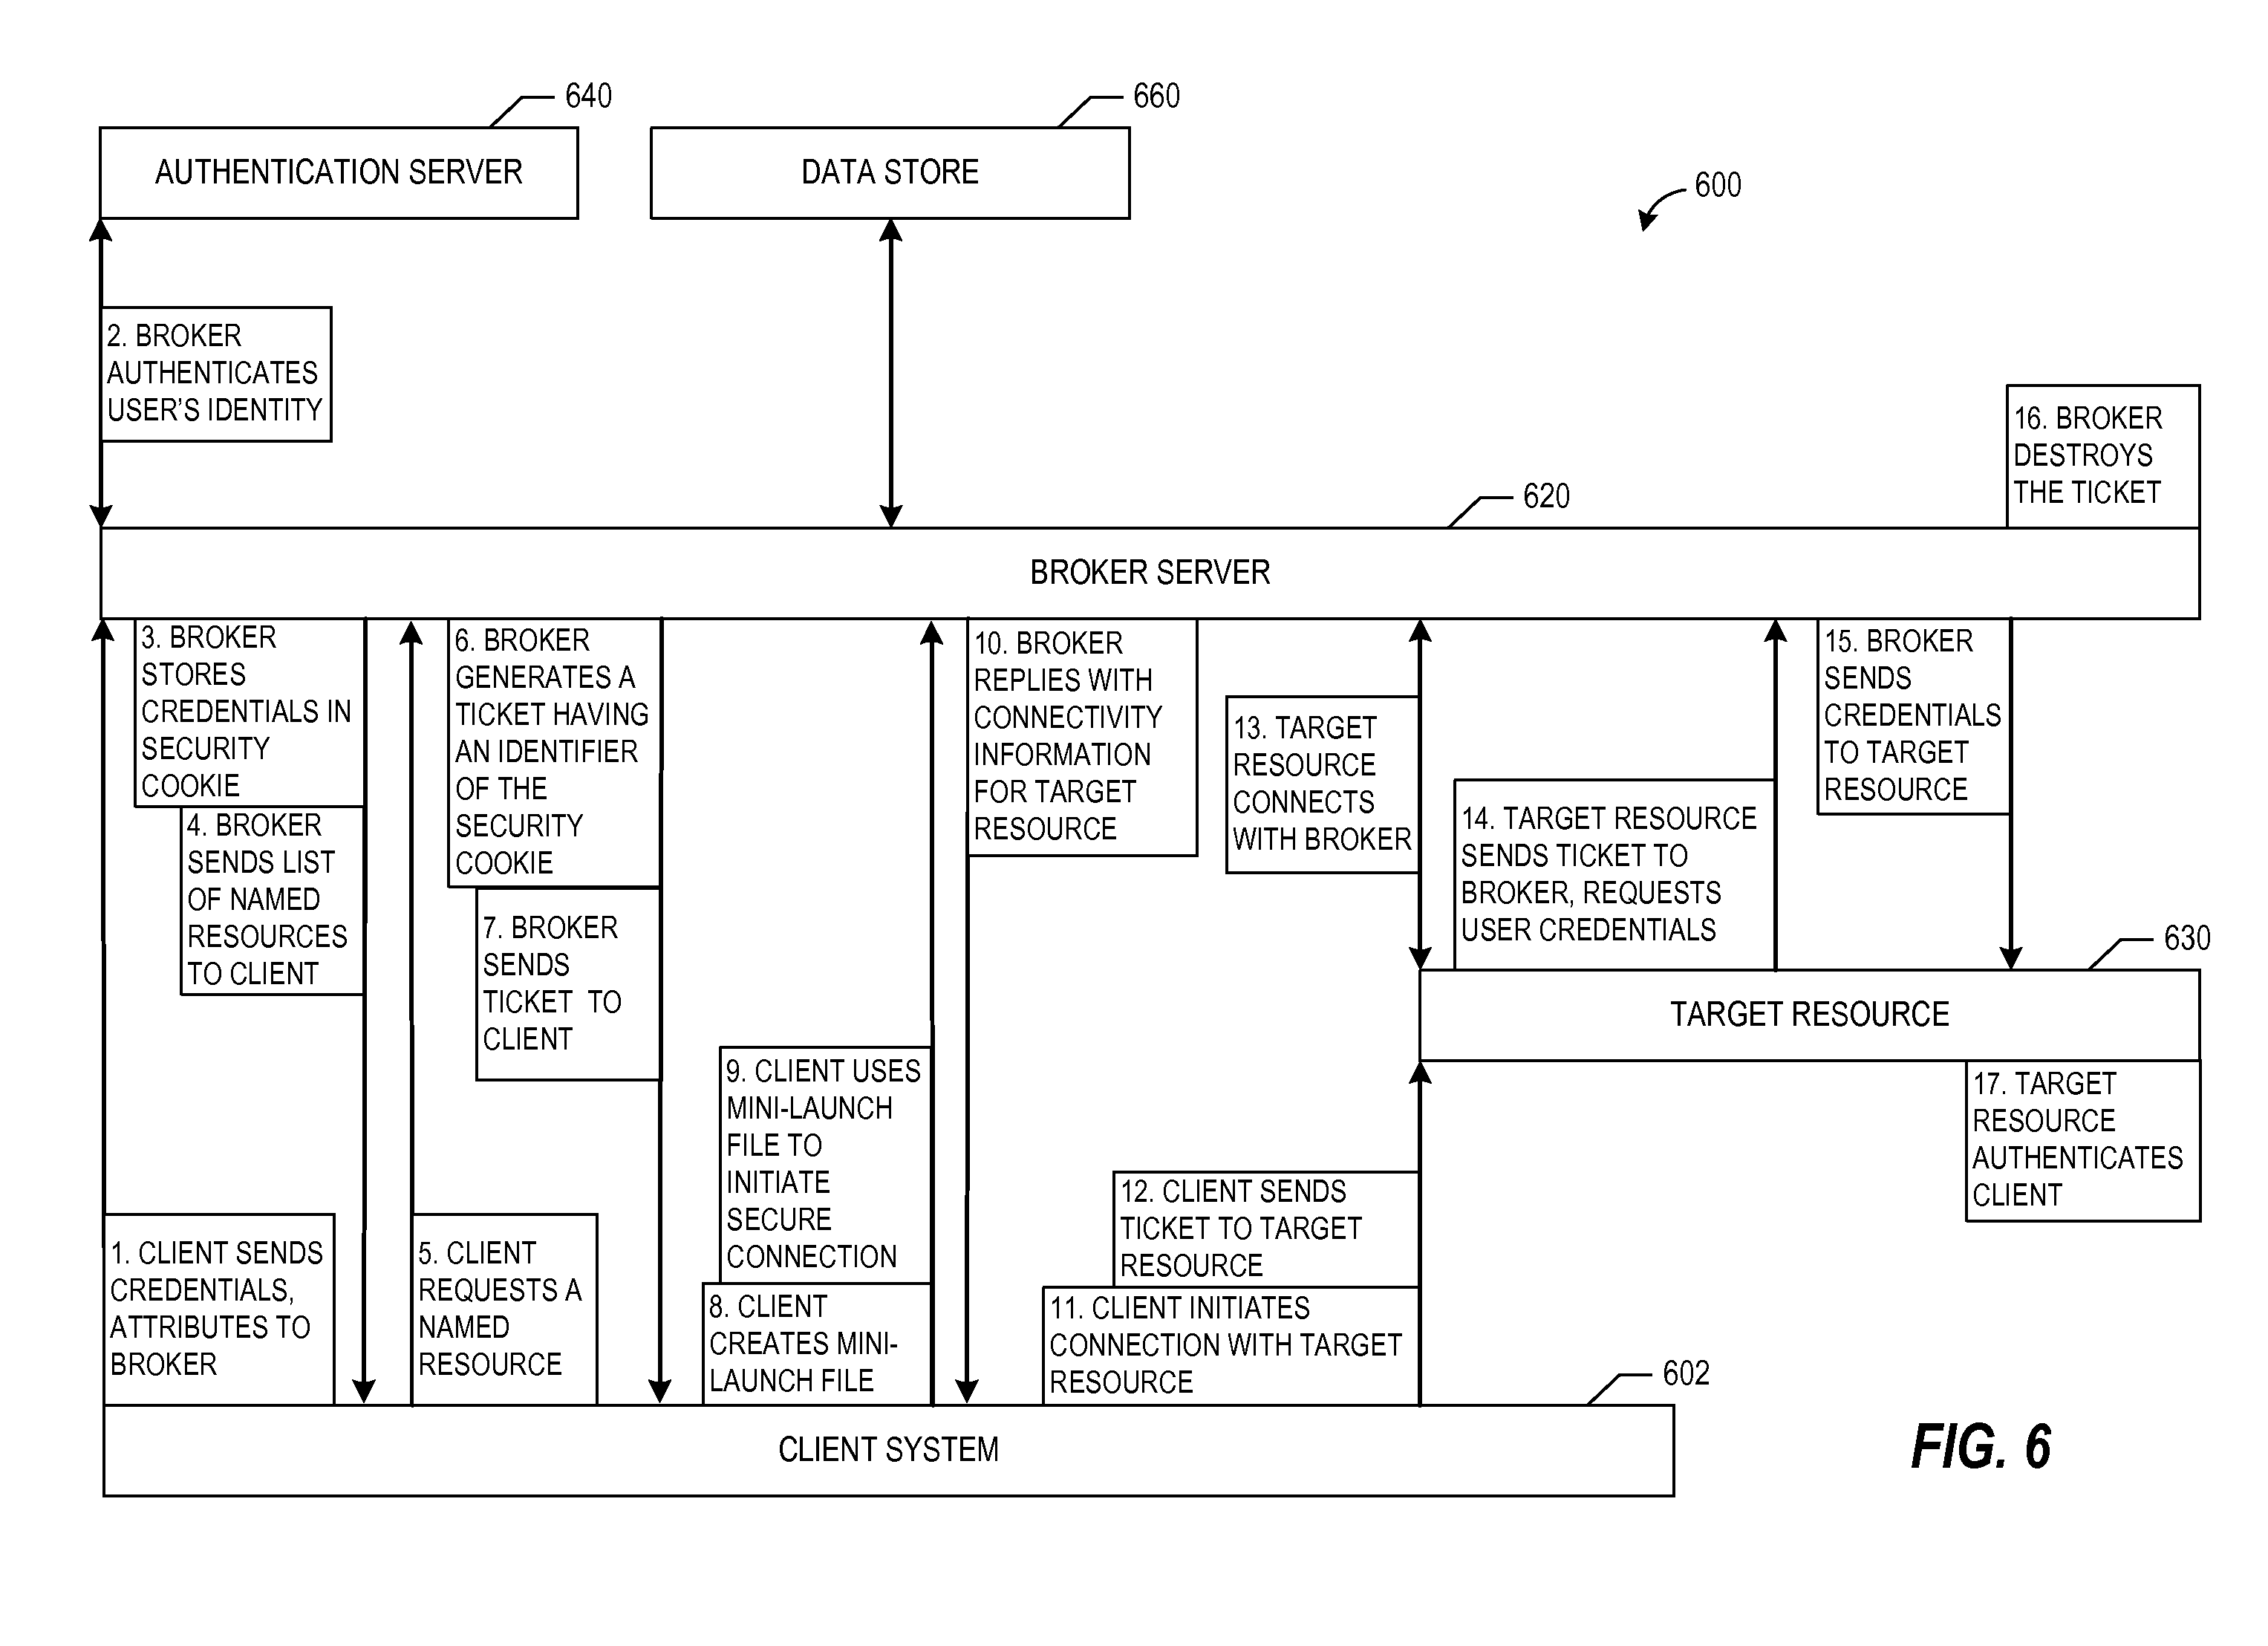 640
660
AUTHENTICATION SERVER
DATA STORE
600
2. BROKER
AUTHENTICATES
USER'S IDENTITY
16. BROKER
DESTROYS
THE TICKET
620
BROKER SERVER
3. BROKER
STORES
CREDENTIALS IN
SECURITY
COOKIE
4. BROKER
SENDS LIST
OF NAMED
RESOURCES
TO CLIENT
6. BROKER
GENERATES A
TICKET HAVING
AN IDENTIFIER
OF THE
SECURITY
COOKIE
7. BROKER
SENDS
TICKET TO
CLIENT
10. BROKER
REPLIES WITH
CONNECTIVITY
INFORMATION
FOR TARGET
RESOURCE
13. TARGET
RESOURCE
CONNECTS
WITH BROKER
14. TARGET RESOURCE
SENDS TICKET TO
BROKER, REQUESTS
USER CREDENTIALS
15. BROKER
SENDS
CREDENTIALS
TO TARGET
RESOURCE
630
TARGET RESOURCE
9. CLIENT USES
MINI-LAUNCH
FILE TO
INITIATE
SECURE
CONNECTION
17. TARGET
RESOURCE
AUTHENTICATES
CLIENT
12. CLIENT SENDS
TICKET TO TARGET
RESOURCE
1. CLIENT SENDS
CREDENTIALS,
ATTRIBUTES TO
BROKER
5. CLIENT
REQUESTS A
NAMED
RESOURCE
8. CLIENT
CREATES MINI-
LAUNCH FILE
11. CLIENT INITIATES
CONNECTION WITH TARGET
RESOURCE
602
CLIENT SYSTEM
FIG. 6